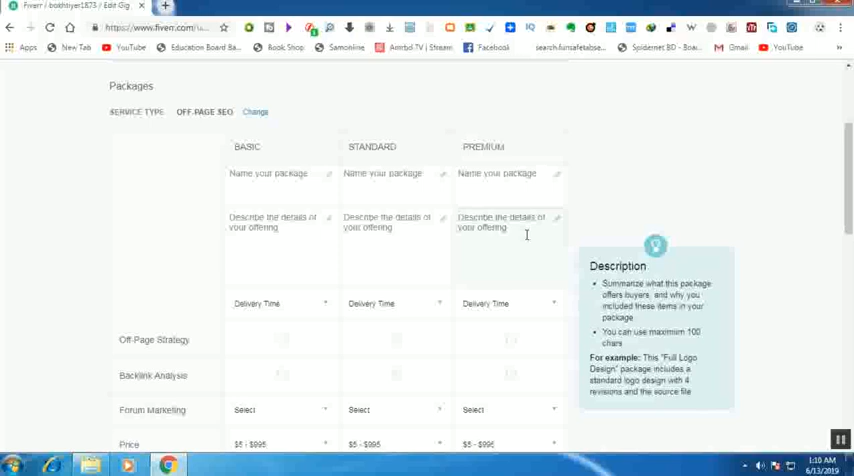 Fiverr / bokhtiyer1873 / Edit Gig
https://www.fiverr.com/
Apps
New Tab
YouTube
Education Board Ba...
Book Shop
Samonline
Amrbd-TV | Stream
Facebook
search.funsafetabse...
Spidernet BD - Broa...
Gmail
YouTube
Packages
SERVICE TYPE OFF-PAGE SEO Change
BASIC STANDARD PREMIUM
Name your package Name your package Name your package
Describe the details of Describe the details of Describe the details of
your offering your offering your offering
Description
Summarize what this package
offers buyers, and why you
included these items in your
package
You can use maximum 100
chars
For example: This "Full Logo
Design" package includes a
standard logo design with 4
revisions and the source file
Delivery Time Delivery Time Delivery Time
Off-Page Strategy
Backlink Analysis
Forum Marketing Select Select Select
Price $5 - $995 $5 - $995 $5 - $995
1:10 AM
6/13/2019